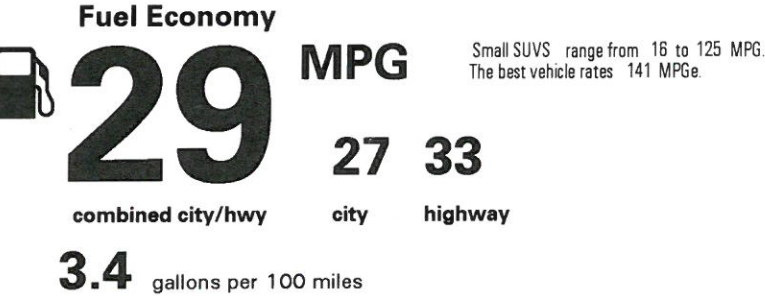 Fuel Economy
29 MPG
Small SUVS range from 16 to 125 MPG.
The best vehicle rates 141 MPGe.
27 33
combined city/hwy city highway
3.4 gallons per 100 miles